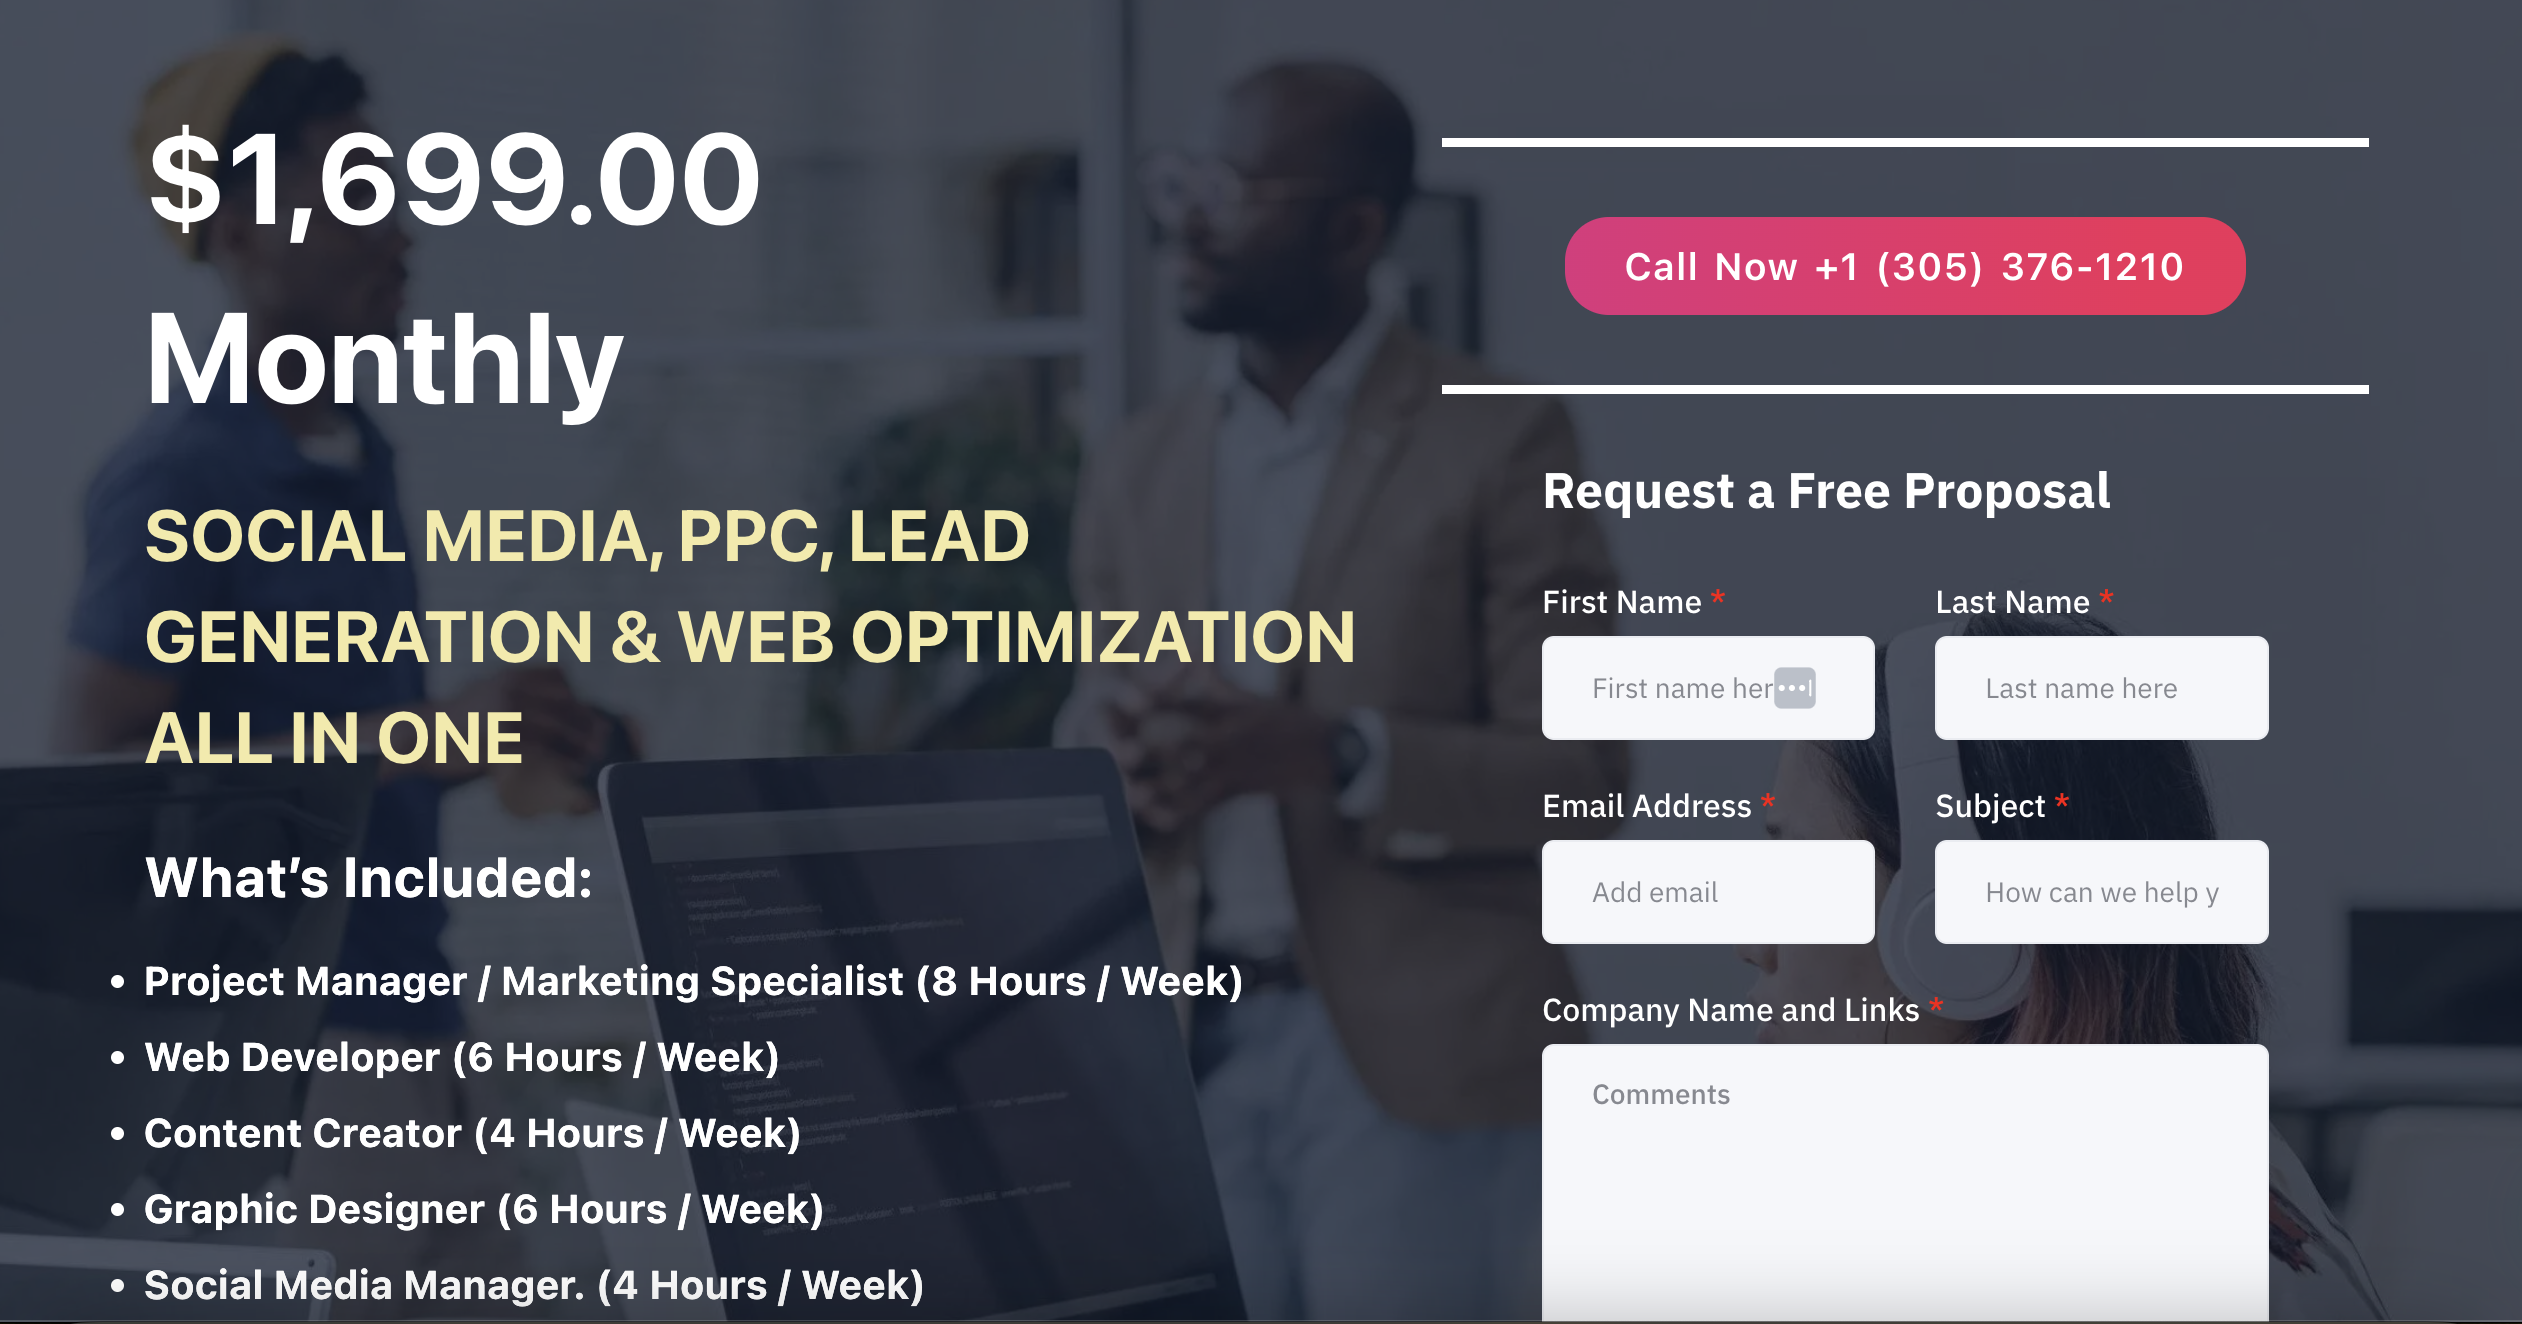 $1,699.00
Monthly
SOCIAL MEDIA, PPC, LEAD
GENERATION & WEB OPTIMIZATION
ALL IN ONE
What's Included:
• Project Manager / Marketing Specialist (8 Hours / Week)
• Web Developer (6 Hours / Week)
• Content Creator (4 Hours / Week)
• Graphic Designer (6 Hours / Week)
• Social Media Manager. (4 Hours / Week)
Call Now +1 (305) 376-1210
Request a Free Proposal
First Name * Last Name *
First name her Last name here
Email Address * Subject *
Add email How can we help y
Company Name and Links *
Comments